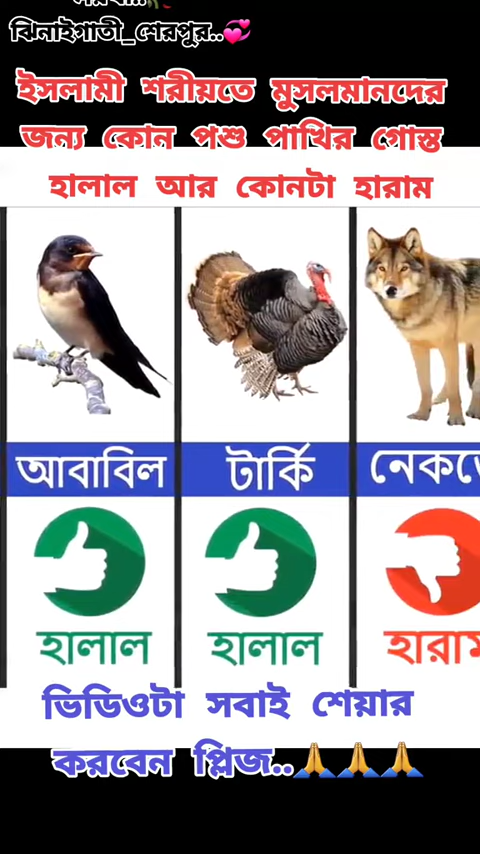 ঝিনাইগাতী_শেরপুর..💞
ইসলামী শরীয়তে মুসলমানদের
জন্য কোন পশু পাখির গোস্ত
হালাল আর কোনটা হারাম
আবাবিল টার্কি
হালাল হালাল হারাম
ভিডিওটা সবাই শেয়ার
করবেন প্লিজ..🙏🙏🙏